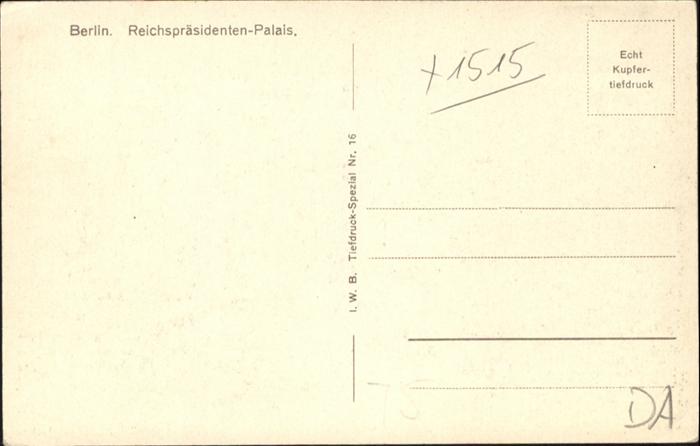 Berlin. Reichspräsidenten-Palais.
+1515
Echt
Kupfer-
tiefdruck
I. W. B. Tiefdruck-Spezial Nr. 16
DA